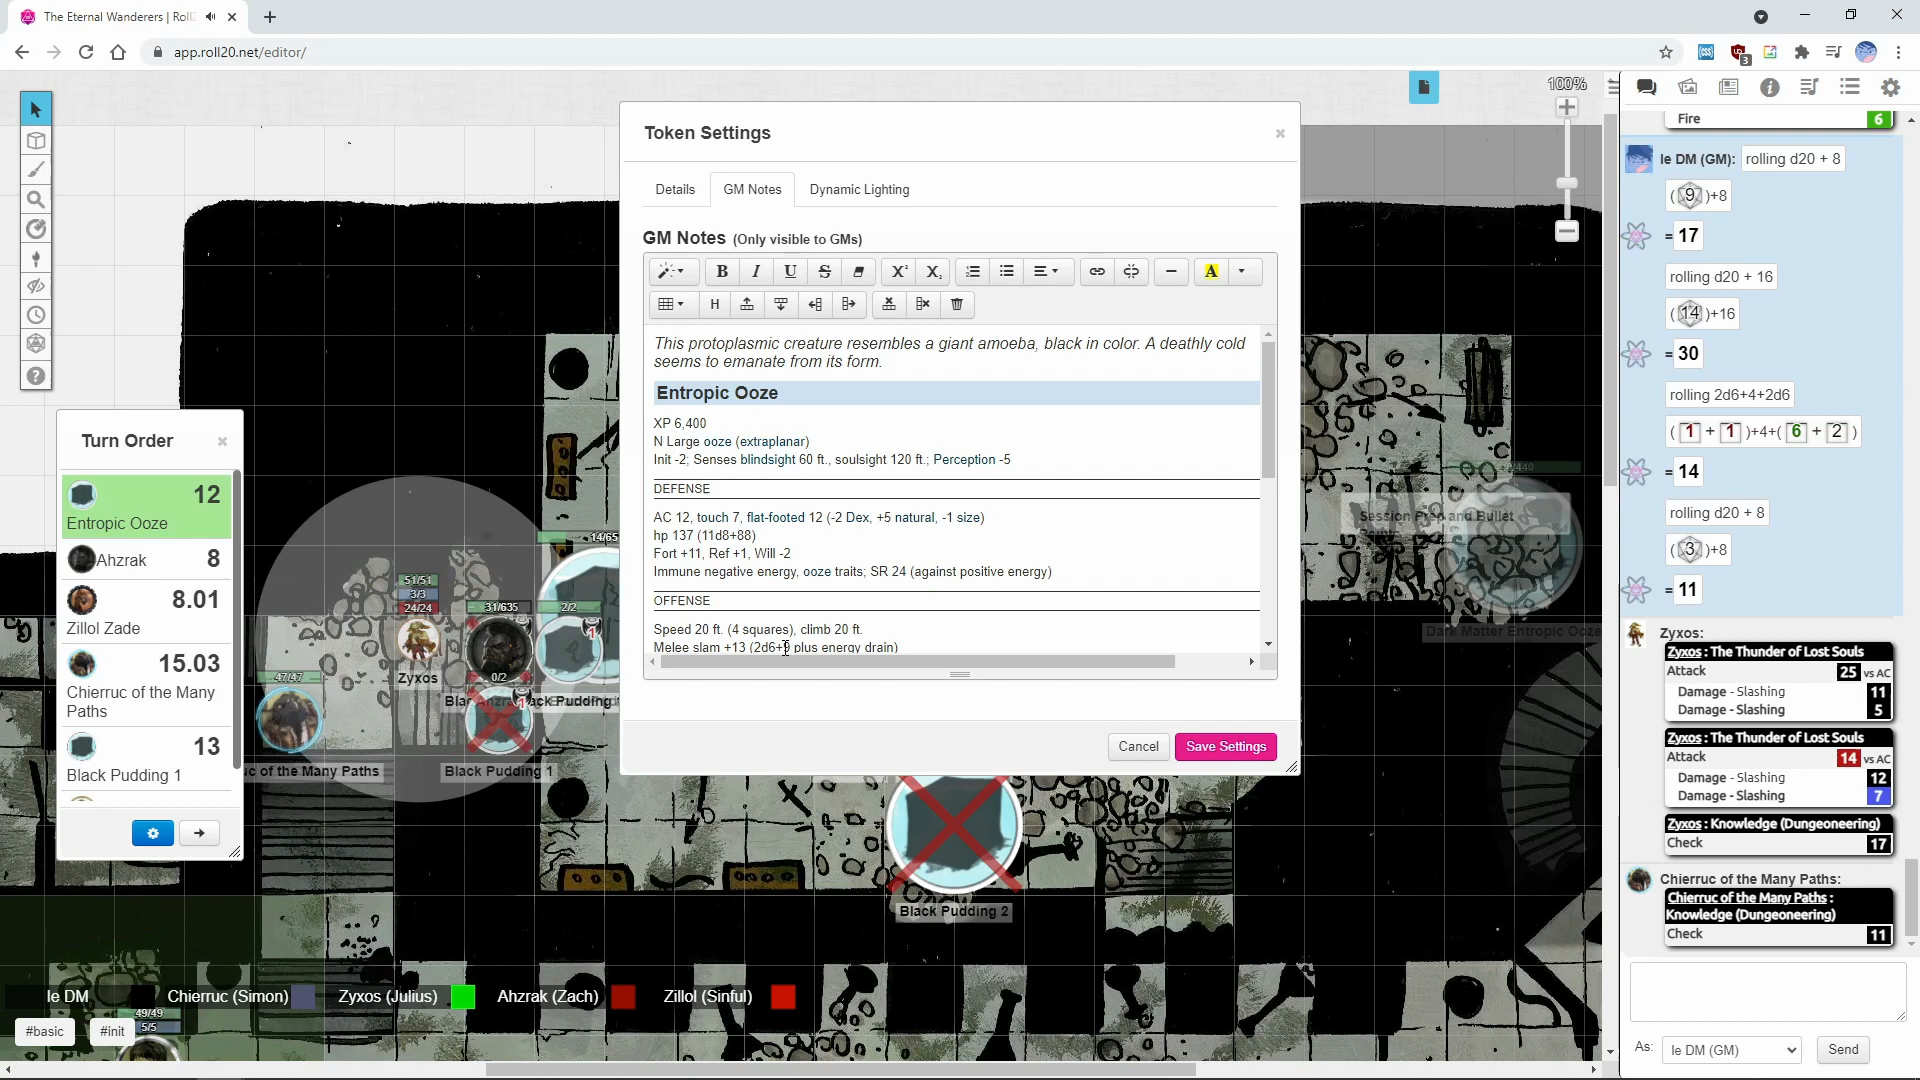 The Eternal Wanderers | Roll2
app.roll20.net/editor/
3
100%
Token Settings
Details
GM Notes
Dynamic Lighting
GM Notes (Only visible to GMs)
B I U S X² X₂ A
H
This protoplasmic creature resembles a giant amoeba, black in color. A deathly cold
seems to emanate from its form.
Entropic Ooze
XP 6,400
N Large ooze (extraplanar)
Init -2; Senses blindsight 60 ft., soulsight 120 ft.; Perception -5
DEFENSE
AC 12, touch 7, flat-footed 12 (-2 Dex, +5 natural, -1 size)
hp 137 (11d8+88)
Fort +11, Ref +1, Will -2
Immune negative energy, ooze traits; SR 24 (against positive energy)
OFFENSE
Speed 20 ft. (4 squares), climb 20 ft.
Melee slam +13 (2d6+9 plus energy drain)
Cancel
Save Settings
Turn Order
12
Entropic Ooze
Ahzrak 8
8.01
Zillol Zade
15.03
Chierruc of the Many
Paths
13
Black Pudding 1
14/65
51/51
3/3
24/24
31/635
2/2
1
Zyxos
0/2
47/47
1
uc of the Many Paths
Black Pudding 1
Black Pudding 2
Session Prep and Bullet
Points
Dark Matter Entropic Ooze
le DM
Chierruc (Simon)
Zyxos (Julius)
Ahzrak (Zach)
Zillol (Sinful)
49/49
5/5
#basic
#init
Fire 6
le DM (GM): rolling d20 + 8
(9)+8
= 17
rolling d20 + 16
(14)+16
= 30
rolling 2d6+4+2d6
(1 + 1)+4+(6 + 2)
= 14
rolling d20 + 8
(3)+8
= 11
Zyxos:
Zyxos : The Thunder of Lost Souls
Attack 25 vs AC
Damage - Slashing 11
Damage - Slashing 5
Zyxos : The Thunder of Lost Souls
Attack 14 vs AC
Damage - Slashing 12
Damage - Slashing 7
Zyxos : Knowledge (Dungeoneering)
Check 17
Chierruc of the Many Paths:
Chierruc of the Many Paths :
Knowledge (Dungeoneering)
Check 11
As: le DM (GM)
Send